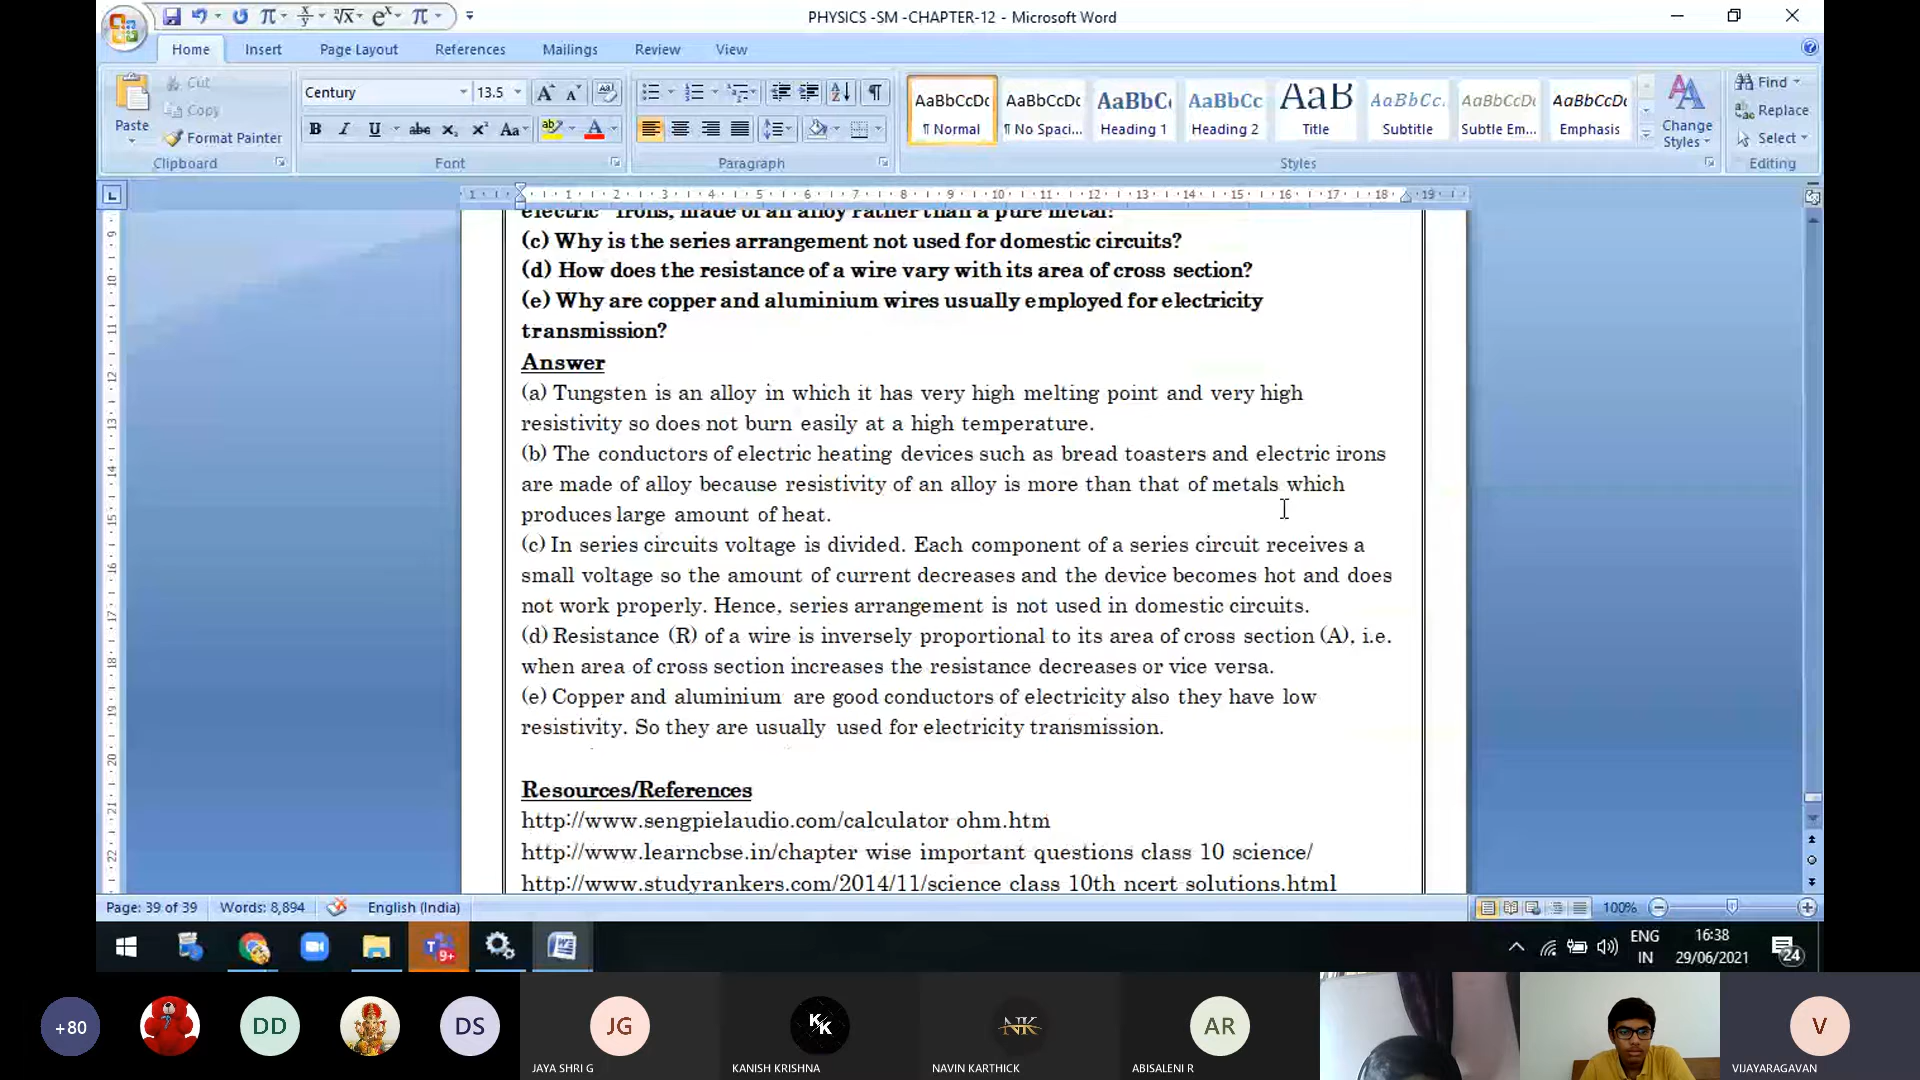 PHYSICS -SM -CHAPTER-12 - Microsoft Word
Home Insert Page Layout References Mailings Review View
Paste
Cut
Copy
Format Painter
Clipboard
Century 13.5
Font
Paragraph
AaBbCcDc AaBbCcDc AaBbC AaBbCc AaB AaBbCc. AaBbCcDc AaBbCcDc
¶ Normal ¶ No Spaci... Heading 1 Heading 2 Title Subtitle Subtle Em... Emphasis
Change Styles
Styles
Find
Replace
Select
Editing
electric irons, made of an alloy rather than a pure metal?
(c) Why is the series arrangement not used for domestic circuits?
(d) How does the resistance of a wire vary with its area of cross section?
(e) Why are copper and aluminium wires usually employed for electricity
transmission?
Answer
(a) Tungsten is an alloy in which it has very high melting point and very high
resistivity so does not burn easily at a high temperature.
(b) The conductors of electric heating devices such as bread toasters and electric irons
are made of alloy because resistivity of an alloy is more than that of metals which
produces large amount of heat.
(c) In series circuits voltage is divided. Each component of a series circuit receives a
small voltage so the amount of current decreases and the device becomes hot and does
not work properly. Hence, series arrangement is not used in domestic circuits.
(d) Resistance (R) of a wire is inversely proportional to its area of cross section (A), i.e.
when area of cross section increases the resistance decreases or vice versa.
(e) Copper and aluminium are good conductors of electricity also they have low
resistivity. So they are usually used for electricity transmission.
Resources/References
http://www.sengpielaudio.com/calculator ohm.htm
http://www.learncbse.in/chapter wise important questions class 10 science/
http://www.studyrankers.com/2014/11/science class 10th ncert solutions.html
Page: 39 of 39 Words: 8,894 English (India) 100%
9+
ENG
IN
16:38
29/06/2021
24
+80 DD DS JG KK NK AR V
JAYA SHRI G KANISH KRISHNA NAVIN KARTHICK ABISALENI R VIJAYARAGAVAN